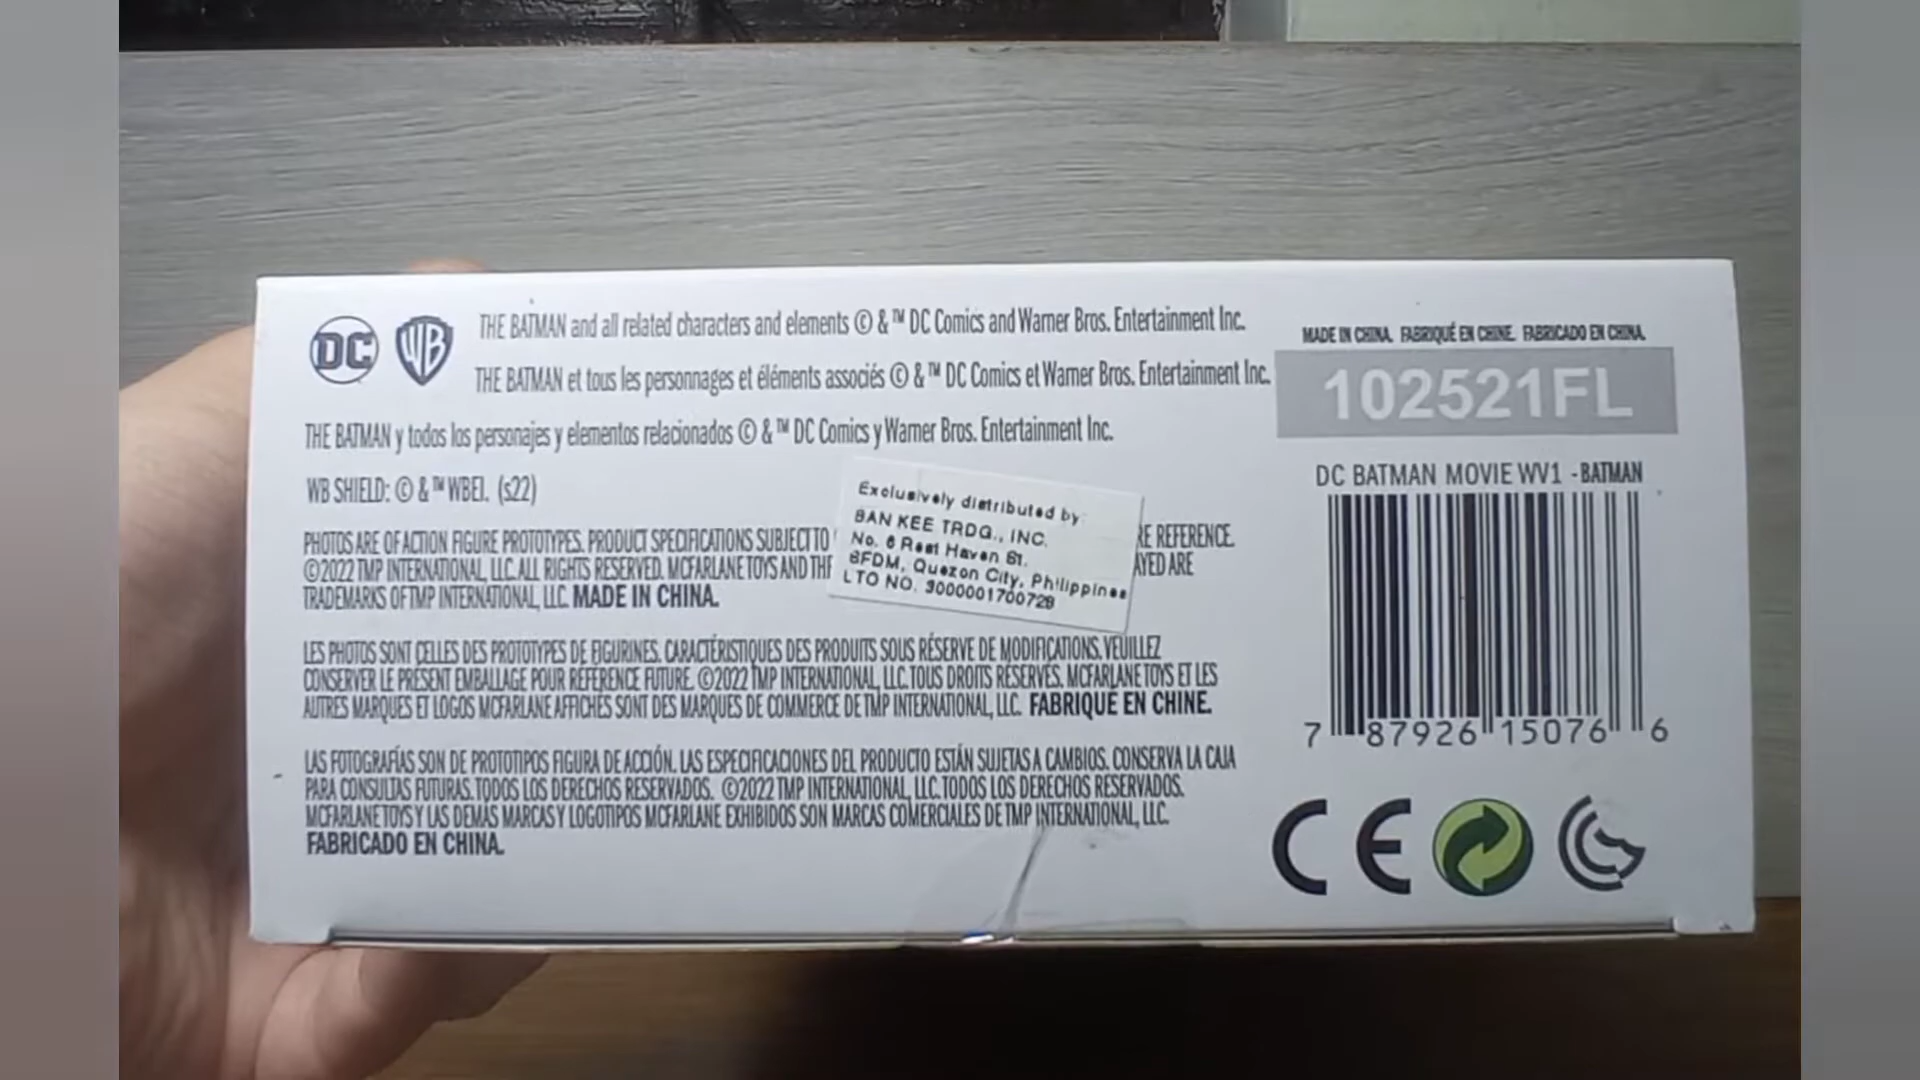 DC WB THE BATMAN and all related characters and elements © & ™ DC Comics and Warner Bros. Entertainment Inc.
THE BATMAN et tous les personnages et éléments associés © & ™ DC Comics et Warner Bros. Entertainment Inc.
THE BATMAN y todos los personajes y elementos relacionados © & ™ DC Comics y Warner Bros. Entertainment Inc.
WB SHIELD: © & ™ WBEI. (s22)
PHOTOS ARE OF ACTION FIGURE PROTOTYPES. PRODUCT SPECIFICATIONS SUBJECT TO RE REFERENCE.
©2022 TMP INTERNATIONAL, LLC. ALL RIGHTS RESERVED. MCFARLANE TOYS AND THE AYED ARE
TRADEMARKS OF TMP INTERNATIONAL, LLC. MADE IN CHINA.
Exclusively distributed by
BAN KEE TRDG., INC.
No. 6 Rest Haven St.
SFDM, Quezon City, Philippines
LTO NO. 3000001700729
LES PHOTOS SONT CELLES DES PROTOTYPES DE FIGURINES. CARACTÉRISTIQUES DES PRODUITS SOUS RÉSERVE DE MODIFICATIONS. VEUILLEZ
CONSERVER LE PRÉSENT EMBALLAGE POUR RÉFÉRENCE FUTURE. ©2022 TMP INTERNATIONAL, LLC. TOUS DROITS RÉSERVÉS. MCFARLANE TOYS ET LES
AUTRES MARQUES ET LOGOS MCFARLANE AFFICHÉS SONT DES MARQUES DE COMMERCE DE TMP INTERNATIONAL, LLC. FABRIQUÉ EN CHINE.
LAS FOTOGRAFÍAS SON DE PROTOTIPOS FIGURA DE ACCIÓN. LAS ESPECIFICACIONES DEL PRODUCTO ESTÁN SUJETAS A CAMBIOS. CONSERVA LA CAJA
PARA CONSULTAS FUTURAS. TODOS LOS DERECHOS RESERVADOS. ©2022 TMP INTERNATIONAL, LLC. TODOS LOS DERECHOS RESERVADOS.
MCFARLANE TOYS Y LAS DEMÁS MARCAS Y LOGOTIPOS MCFARLANE EXHIBIDOS SON MARCAS COMERCIALES DE TMP INTERNATIONAL, LLC.
FABRICADO EN CHINA.
MADE IN CHINA. FABRIQUÉ EN CHINE. FABRICADO EN CHINA.
102521FL
DC BATMAN MOVIE WV1 -BATMAN
7 87926 15076 6
CE